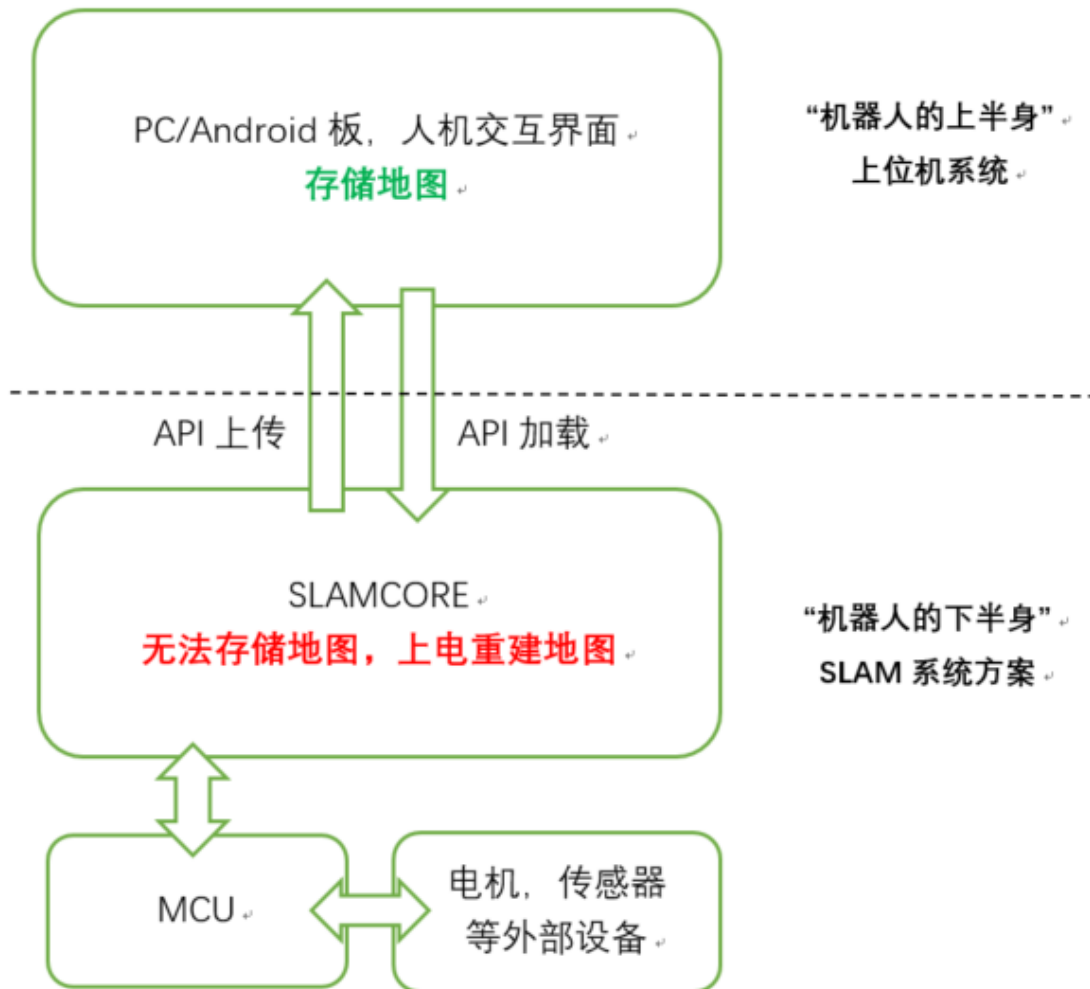 PC/Android 板，人机交互界面
存储地图
“机器人的上半身”
上位机系统
API 上传
API 加载
SLAMCORE
无法存储地图，上电重建地图
“机器人的下半身”
SLAM 系统方案
MCU
电机，传感器
等外部设备